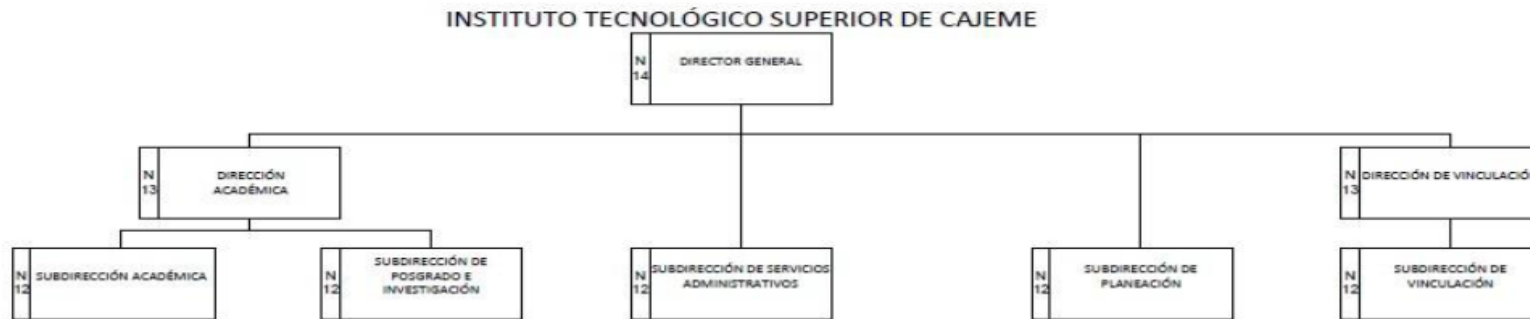 INSTITUTO TECNOLÓGICO SUPERIOR DE CAJEME
N
14
DIRECTOR GENERAL
N
13
DIRECCIÓN
ACADÉMICA
N
13
DIRECCIÓN DE VINCULACIÓN
N
12
SUBDIRECCIÓN ACADÉMICA
N
12
SUBDIRECCIÓN DE
POSGRADO E
INVESTIGACIÓN
N
12
SUBDIRECCIÓN DE SERVICIOS
ADMINISTRATIVOS
N
12
SUBDIRECCIÓN DE
PLANEACIÓN
N
12
SUBDIRECCIÓN DE
VINCULACIÓN